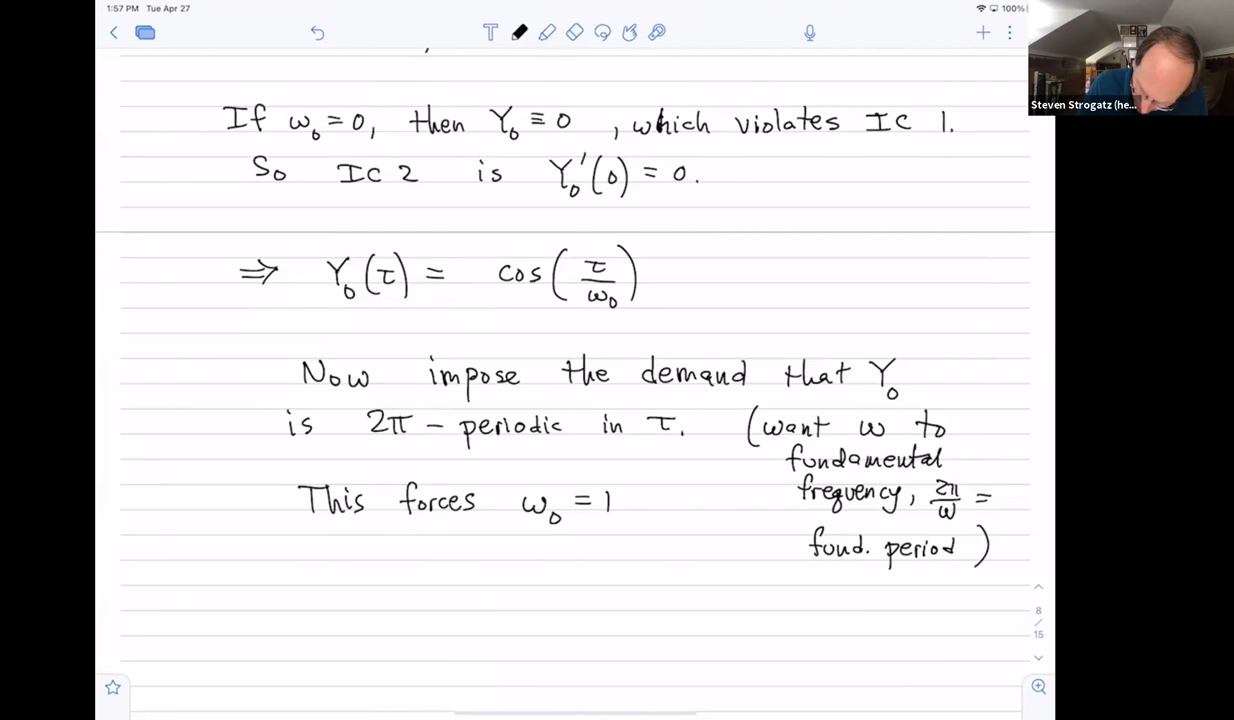 1:57 PM Tue Apr 27
100%
Steven Strogatz (he...
If ω₀ = 0, then Y₀ ≡ 0 , which violates IC 1.
So IC 2 is Y₀'(0) = 0.
⇒ Y₀(τ) = cos(τ/ω₀)
Now impose the demand that Y₀
is 2π - periodic in τ. (want ω to
fundamental
This forces ω₀ = 1 frequency, 2π/ω =
fund. period)
8
/
15